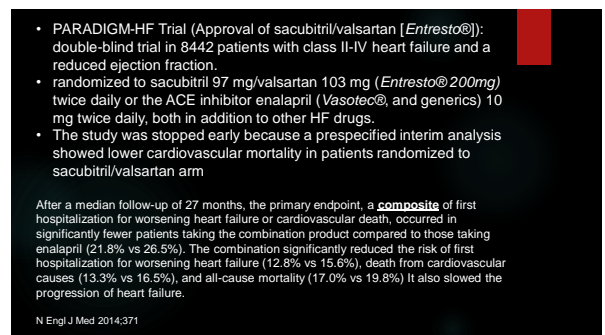 • PARADIGM-HF Trial (Approval of sacubitril/valsartan [Entresto®]):
double-blind trial in 8442 patients with class II-IV heart failure and a
reduced ejection fraction.
• randomized to sacubitril 97 mg/valsartan 103 mg (Entresto®200mg)
twice daily or the ACE inhibitor enalapril (Vasotec®, and generics) 10
mg twice daily, both in addition to other HF drugs.
• The study was stopped early because a prespecified interim analysis
showed lower cardiovascular mortality in patients randomized to
sacubitril/valsartan arm
After a median follow-up of 27 months, the primary endpoint, a composite of first
hospitalization for worsening heart failure or cardiovascular death, occurred in
significantly fewer patients taking the combination product compared to those taking
enalapril (21.8% vs 26.5%). The combination significantly reduced the risk of first
hospitalization for worsening heart failure (12.8% vs 15.6%), death from cardiovascular
causes (13.3% vs 16.5%), and all-cause mortality (17.0% vs 19.8%) It also slowed the
progression of heart failure.
N Engl J Med 2014;371